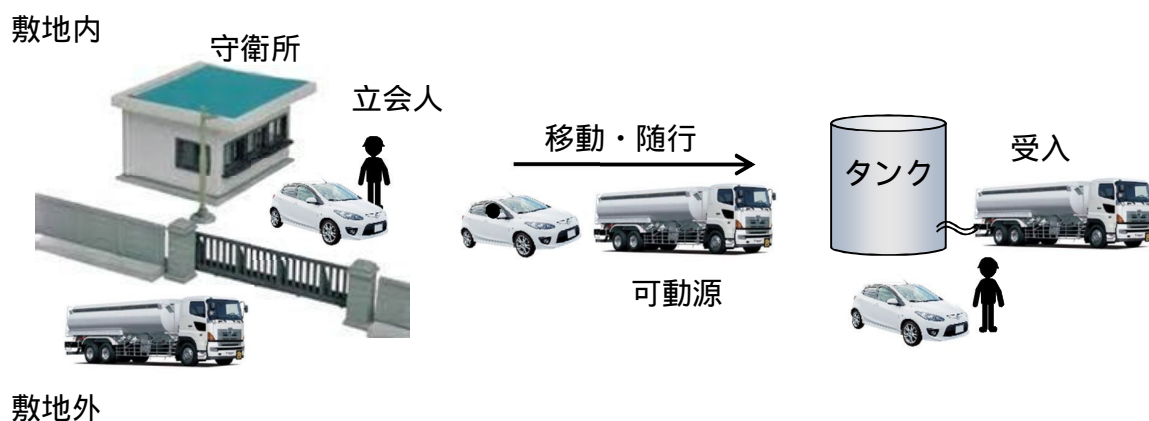 敷地内
守衛所
立会人
移動・随行
タンク
受入
可動源
敷地外